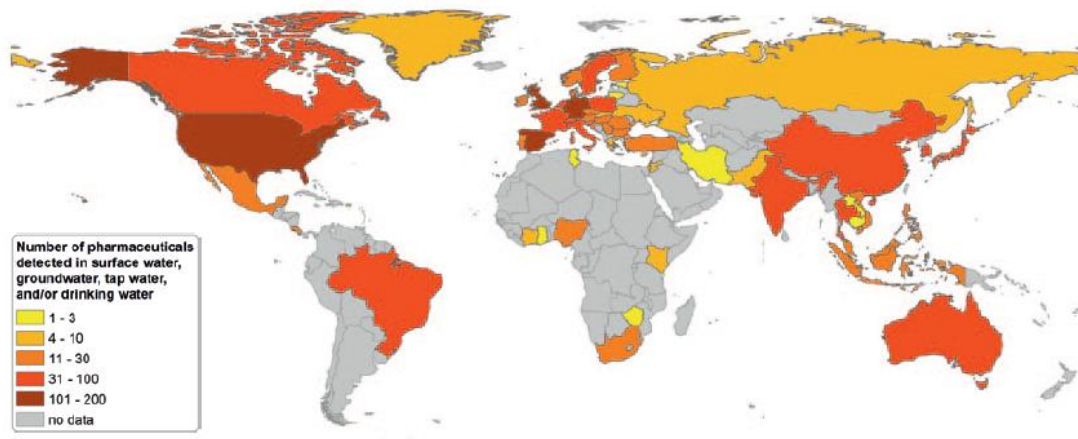 Number of pharmaceuticals
detected in surface water,
groundwater, tap water,
and/or drinking water
1 - 3
4 - 10
11 - 30
31 - 100
101 - 200
no data